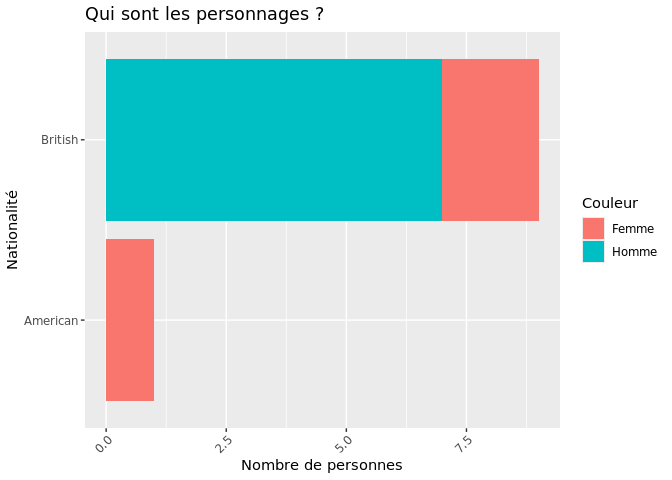 Qui sont les personnages ?
British
American
Nationalité
0.0
2.5
5.0
7.5
Nombre de personnes
Couleur
Femme
Homme